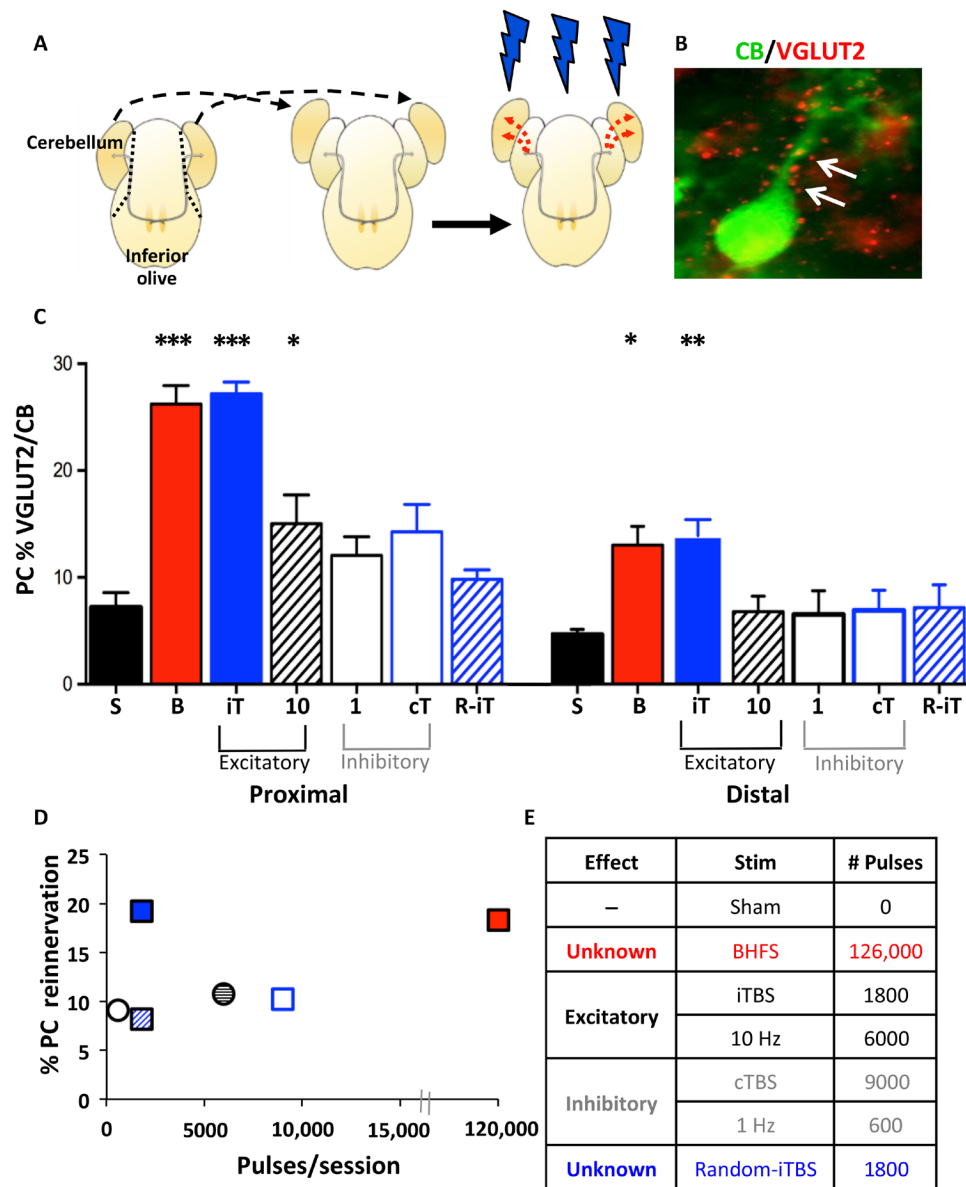 A
Cerebellum
Inferior
olive
B
CB/VGLUT2
C
PC % VGLUT2/CB
30
20
10
0
*** *** *
* **
S B iT 10 1 cT R-iT
S B iT 10 1 cT R-iT
Excitatory Inhibitory
Excitatory Inhibitory
Proximal
Distal
D
% PC reinnervation
25
20
15
10
5
0
0 5000 10,000 15,000 120,000
Pulses/session
E
Effect Stim # Pulses
– Sham 0
Unknown BHFS 126,000
Excitatory iTBS 1800
10 Hz 6000
Inhibitory cTBS 9000
1 Hz 600
Unknown Random-iTBS 1800